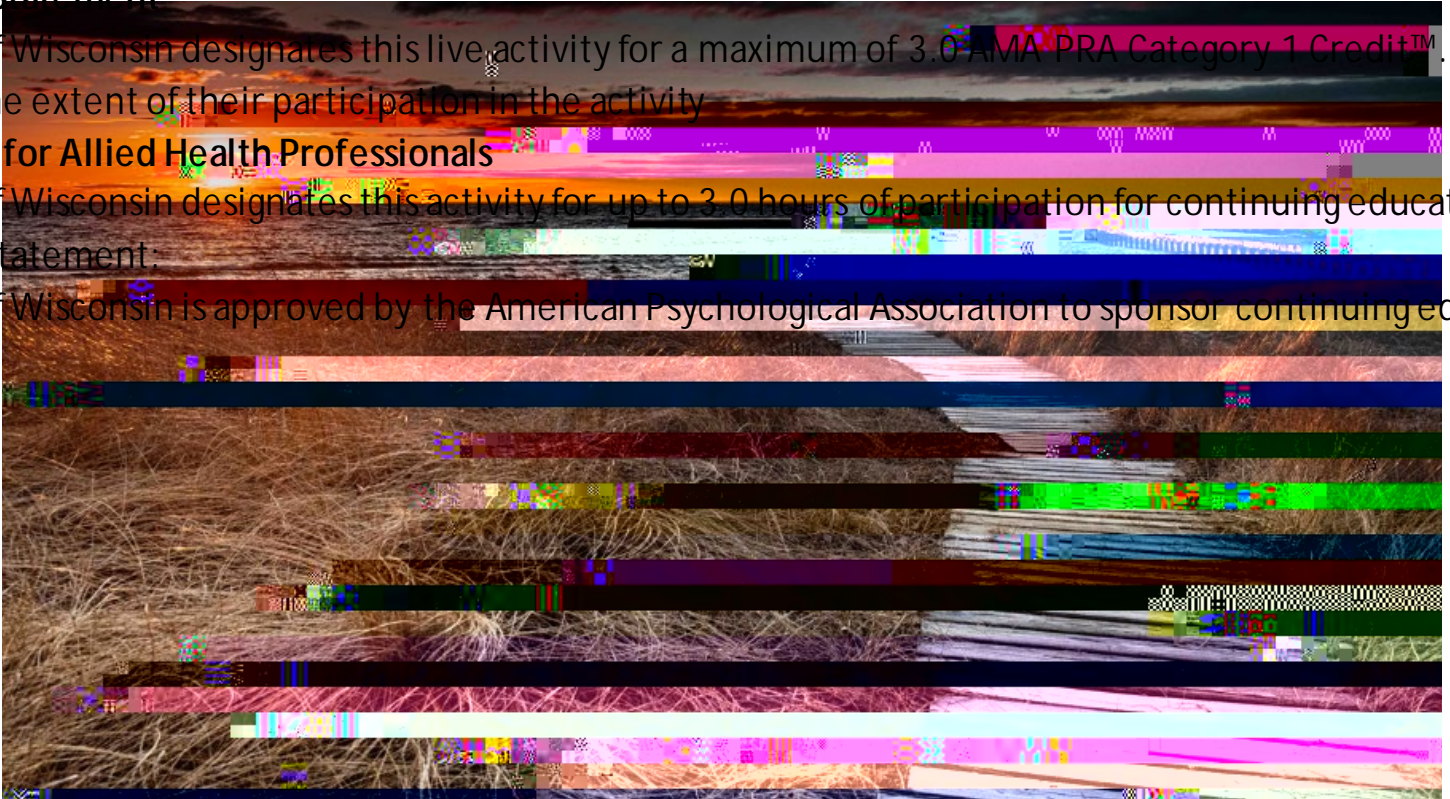 Wisconsin designates this live activity for a maximum of 3.0 AMA PRA Category 1 Credit™.
e extent of their participation in the activity
for Allied Health Professionals
Wisconsin designates this activity for up to 3.0 hours of participation for continuing educat
tatement:
Wisconsin is approved by the American Psychological Association to sponsor continuing ed